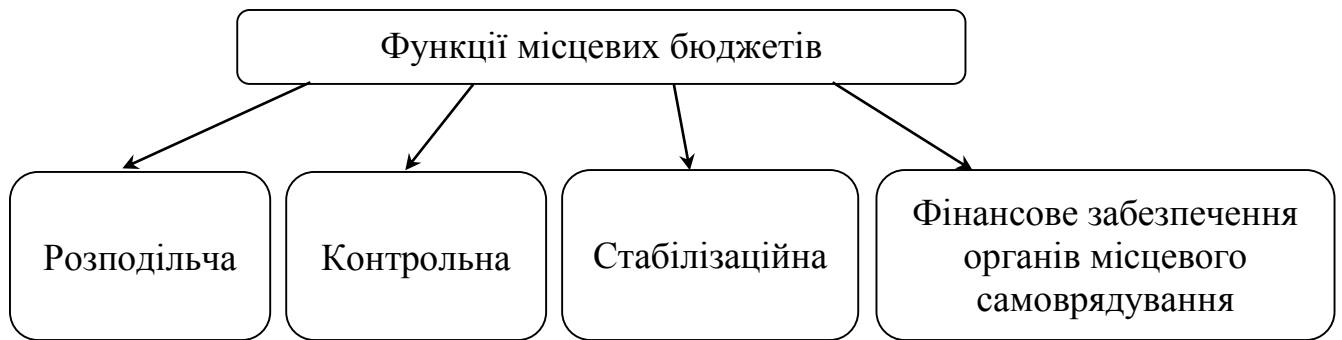 Функції місцевих бюджетів
Розподільча
Контрольна
Стабілізаційна
Фінансове забезпечення
органів місцевого
самоврядування